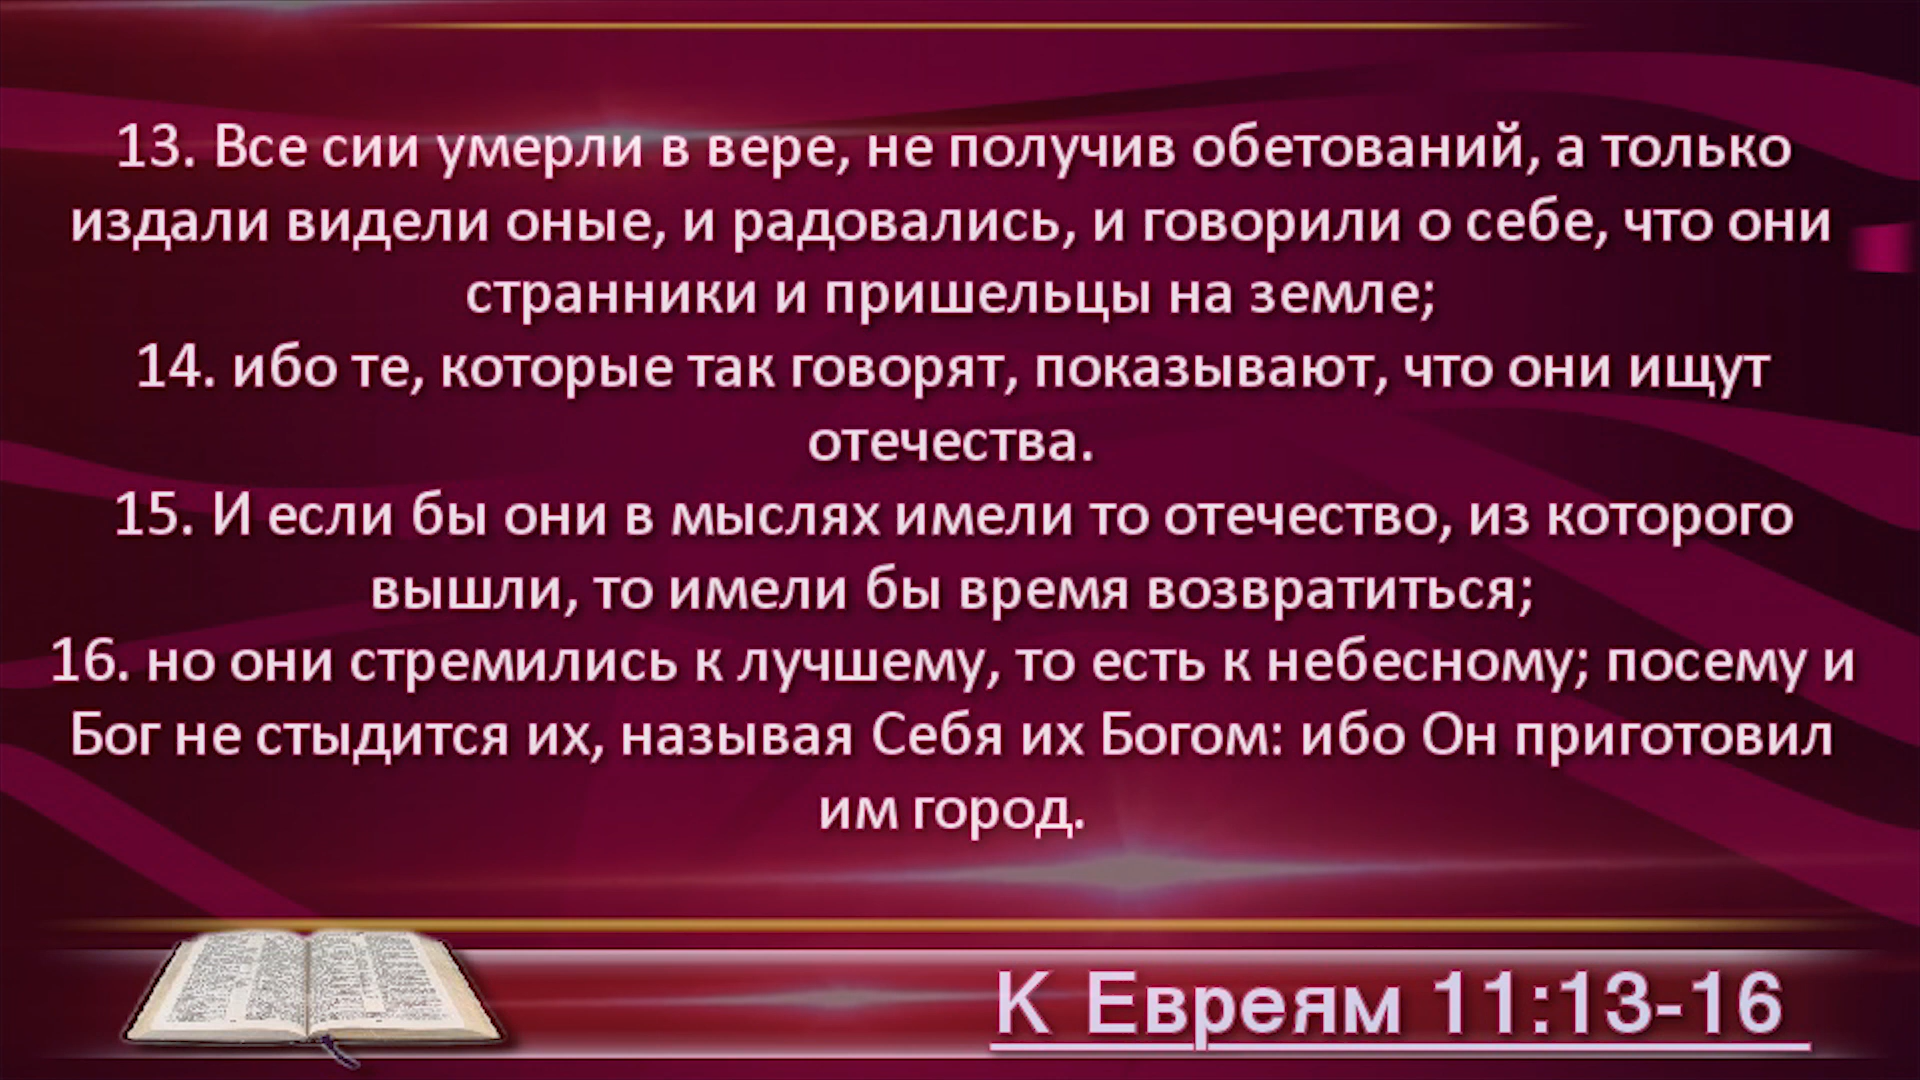 13. Все сии умерли в вере, не получив обетований, а только
издали видели оные, и радовались, и говорили о себе, что они
странники и пришельцы на земле;
14. ибо те, которые так говорят, показывают, что они ищут
отечества.
15. И если бы они в мыслях имели то отечество, из которого
вышли, то имели бы время возвратиться;
16. но они стремились к лучшему, то есть к небесному; посему и
Бог не стыдится их, называя Себя их Богом: ибо Он приготовил
им город.
К Евреям 11:13-16